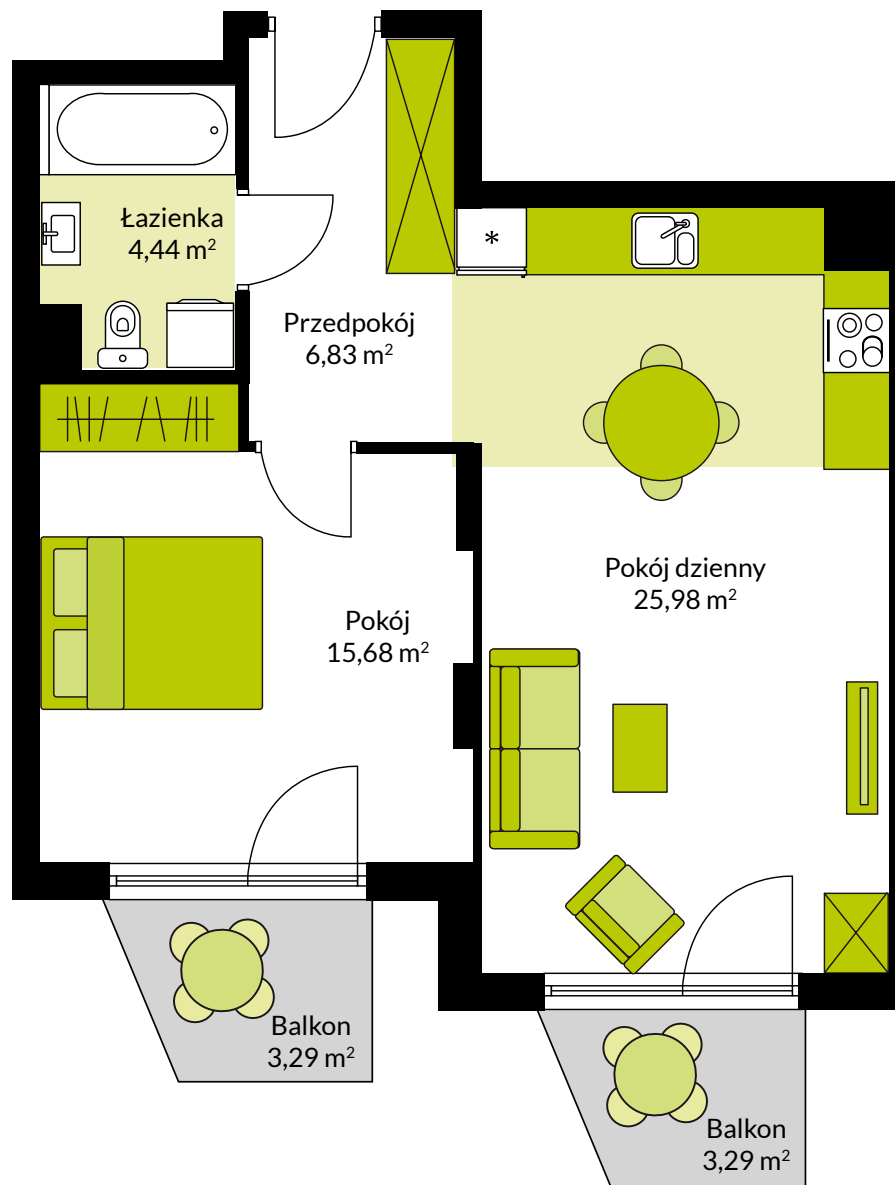 Łazienka
4,44 m²
*
Przedpokój
6,83 m²
Pokój dzienny
25,98 m²
Pokój
15,68 m²
Balkon
3,29 m²
Balkon
3,29 m²